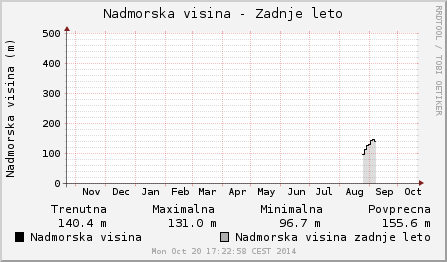 Nadmorska visina - Zadnje leto
RRDTOOL / TOBI OETIKER
Nadmorska visina (m)
500
400
300
200
100
0
Nov Dec Jan Feb Mar Apr May Jun Jul Aug Sep Oct
Trenutna Maksimalna Minimalna Povprecna
140.4 m 131.0 m 96.7 m 155.6 m
Nadmorska visina Nadmorska visina zadnje leto
Mon Oct 20 17:22:58 CEST 2014